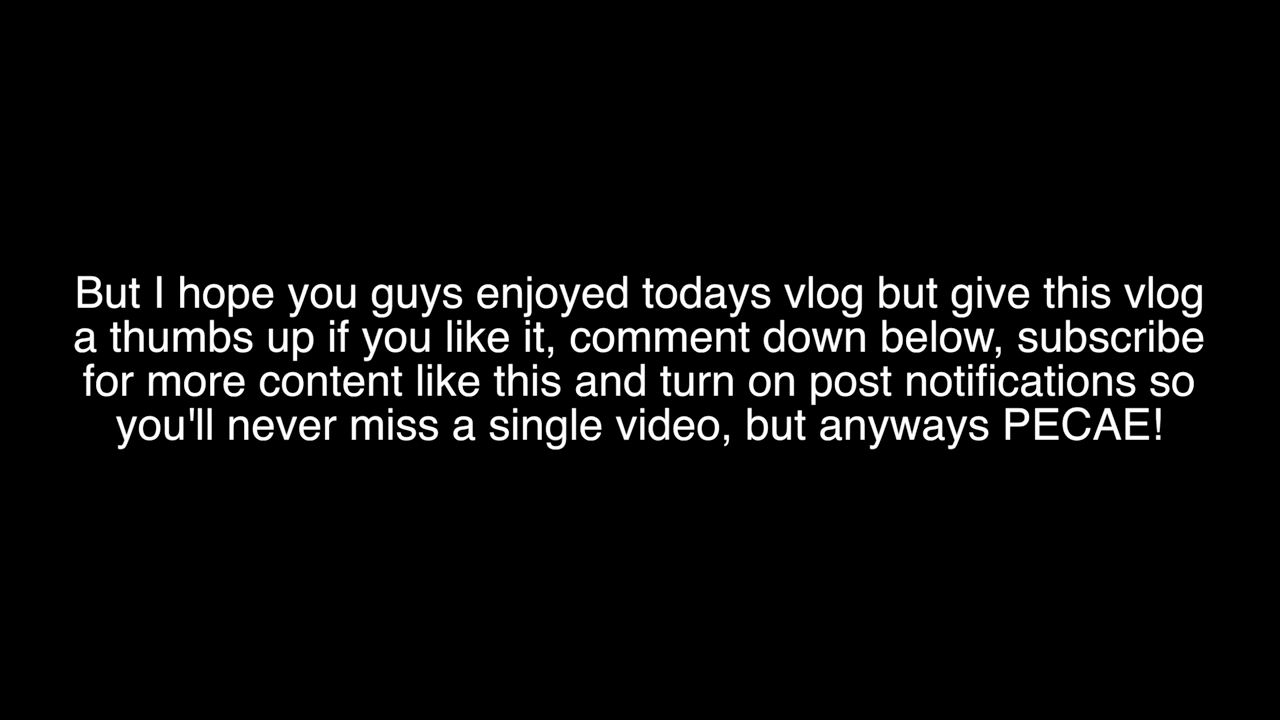 But I hope you guys enjoyed todays vlog but give this vlog
a thumbs up if you like it, comment down below, subscribe
for more content like this and turn on post notifications so
you'll never miss a single video, but anyways PECAE!